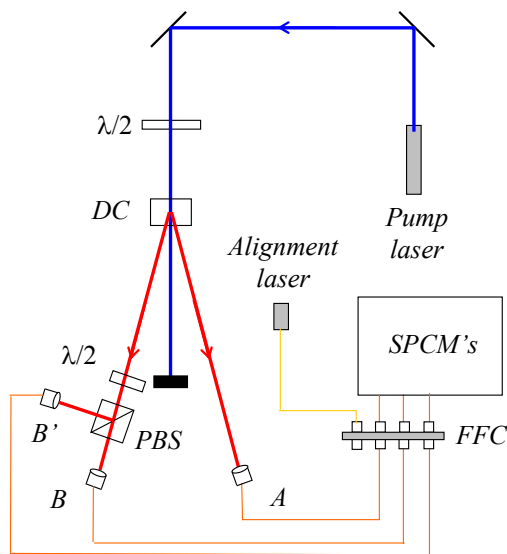 λ/2
DC
Pump
laser
Alignment
laser
SPCM's
λ/2
B'
PBS
FFC
B
A